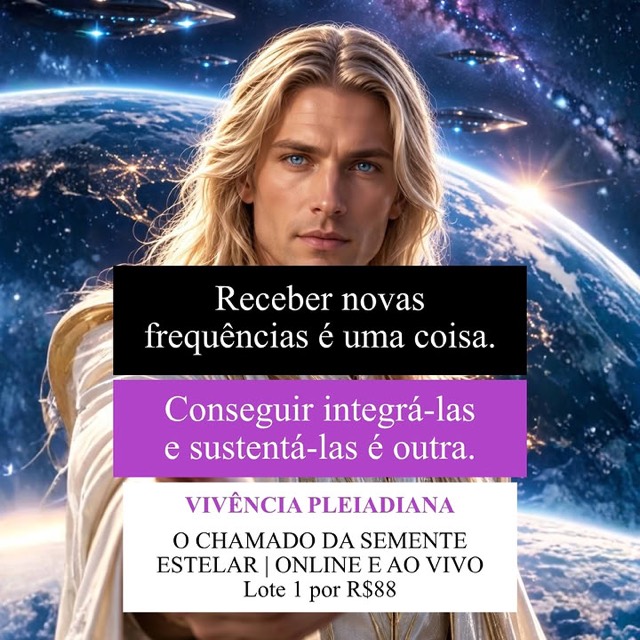 Receber novas
frequências é uma coisa.
Conseguir integrá-las
e sustentá-las é outra.
VIVÊNCIA PLEIADIANA
O CHAMADO DA SEMENTE
ESTELAR | ONLINE E AO VIVO
Lote 1 por R$88